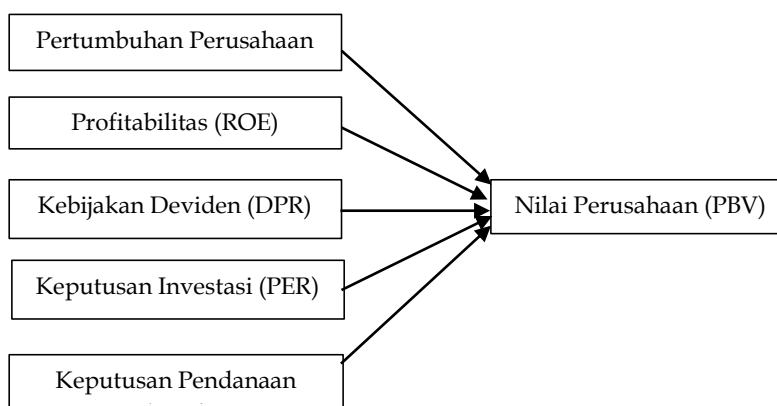 Pertumbuhan Perusahaan
Profitabilitas (ROE)
Kebijakan Deviden (DPR)
Nilai Perusahaan (PBV)
Keputusan Investasi (PER)
Keputusan Pendanaan